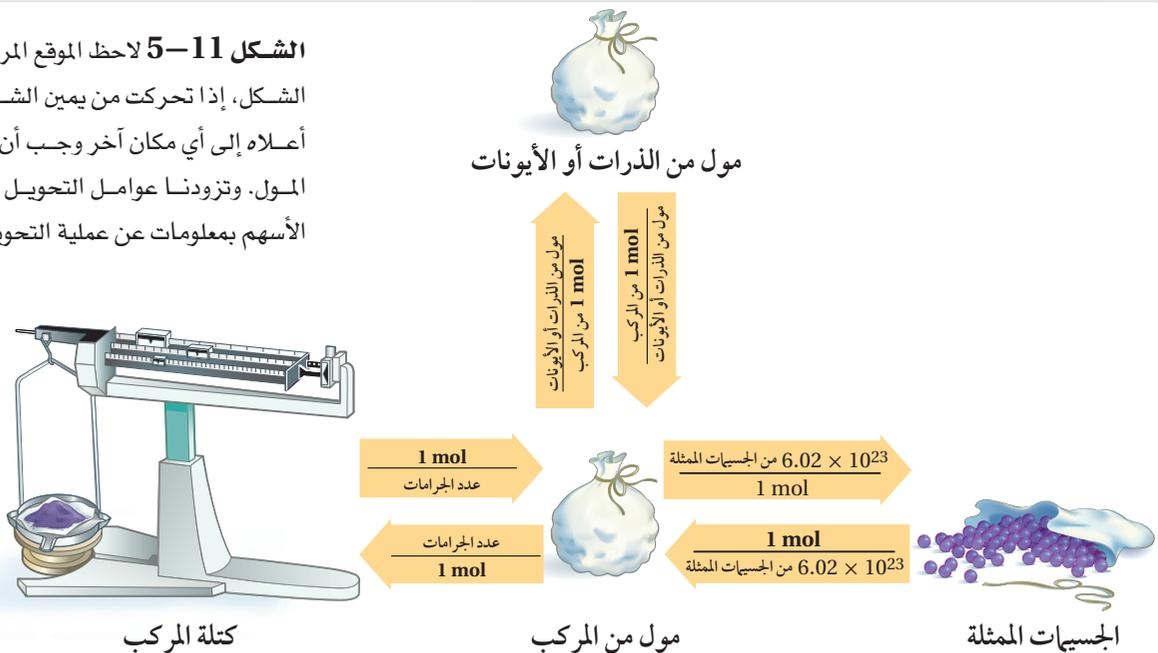 الشكل 11–5 لاحظ الموقع
الشكل، إذا تحركت من يمين
أعلاه إلى أي مكان آخر وجب أن
المول. وتزودنا عوامل التحويل
الأسهم بمعلومات عن عملية
مول من الذرات أو الأيونات
مول من الذرات أو الأيونات
1 mol من المركب
1 mol من المركب
مول من الذرات أو الأيونات
1 mol
عدد الجرامات
6.02 × 10²³ من الجسيمات الممثلة
1 mol
عدد الجرامات
1 mol
1 mol
6.02 × 10²³ من الجسيمات الممثلة
كتلة المركب
مول من المركب
الجسيمات الممثلة